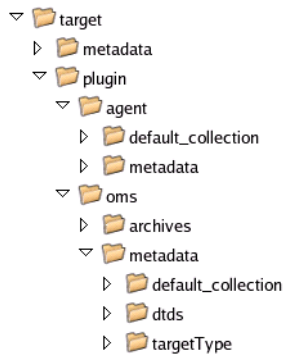 target
metadata
plugin
agent
default_collection
metadata
oms
archives
metadata
default_collection
dtds
targetType